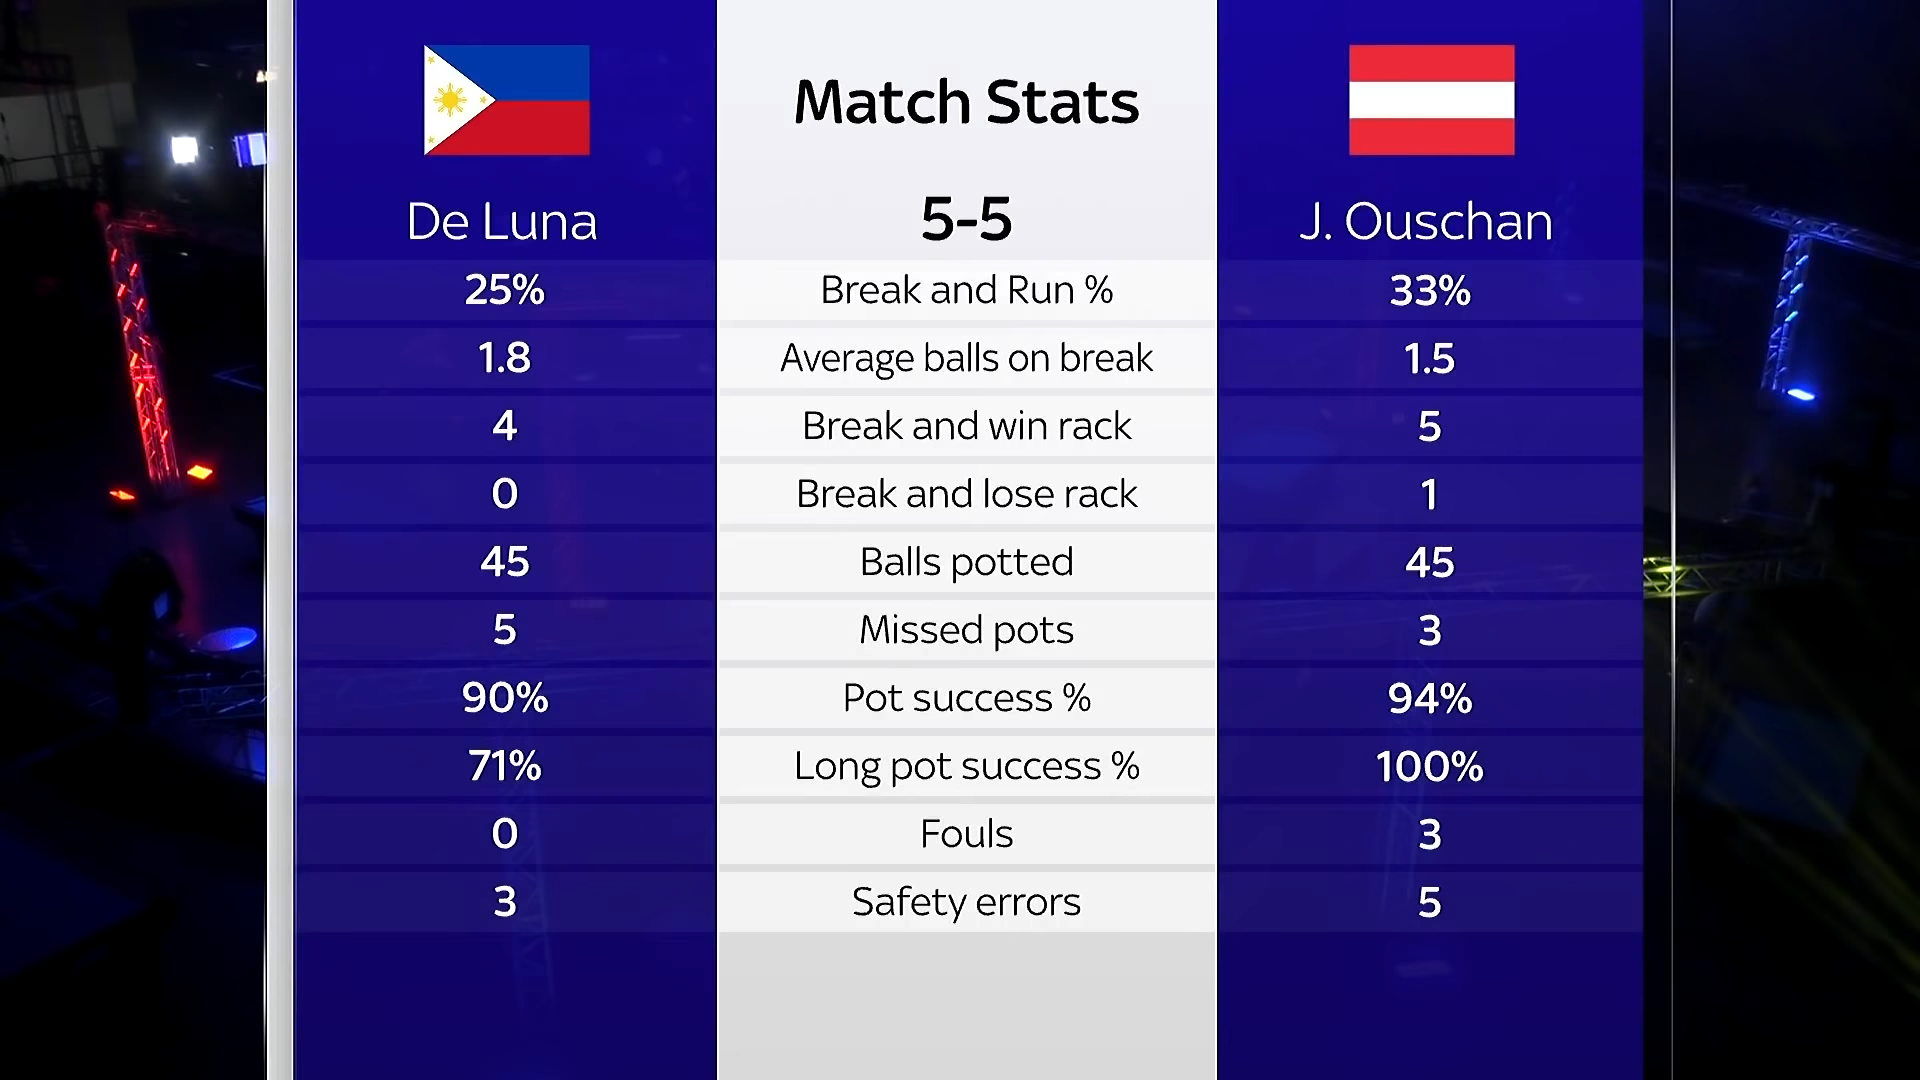 Match Stats
De Luna 5-5 J. Ouschan
25% Break and Run % 33%
1.8 Average balls on break 1.5
4 Break and win rack 5
0 Break and lose rack 1
45 Balls potted 45
5 Missed pots 3
90% Pot success % 94%
71% Long pot success % 100%
0 Fouls 3
3 Safety errors 5